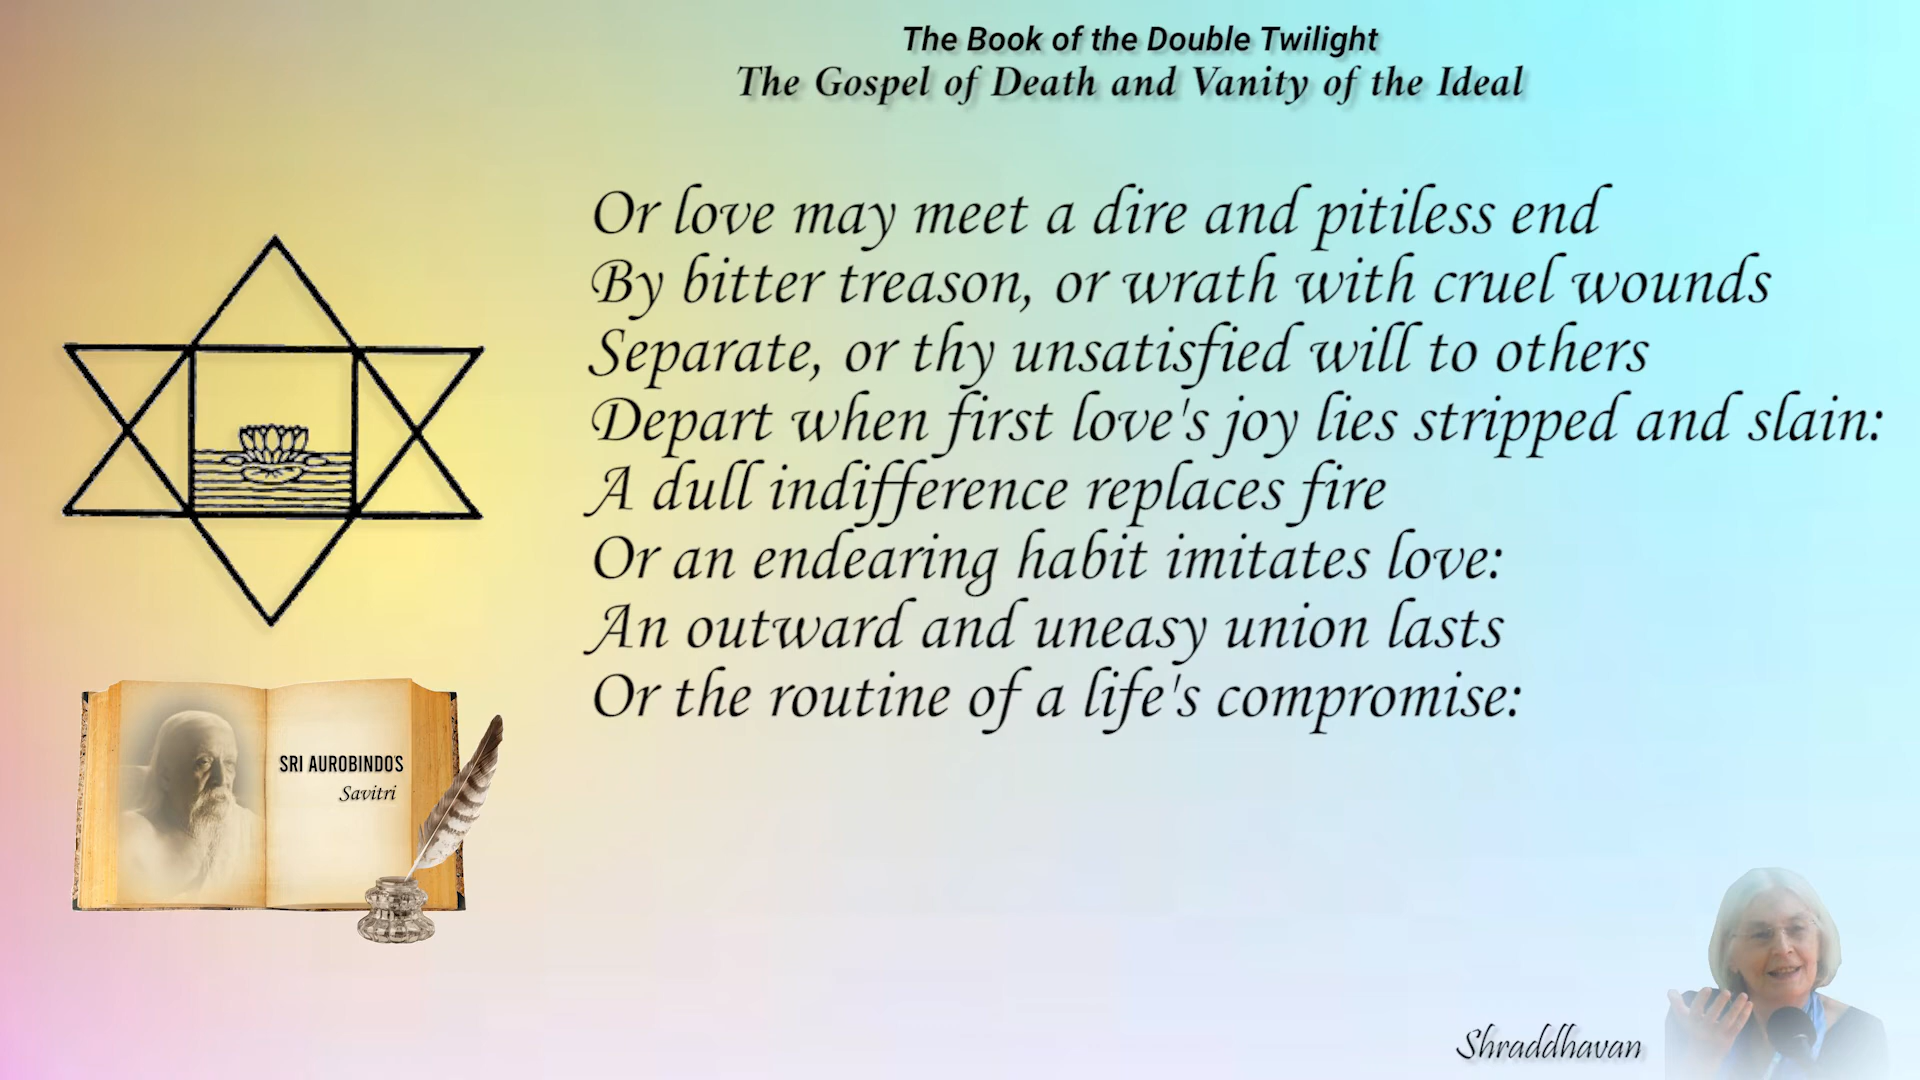 The Book of the Double Twilight
The Gospel of Death and Vanity of the Ideal
Or love may meet a dire and pitiless end
By bitter treason, or wrath with cruel wounds
Separate, or thy unsatisfied will to others
Depart when first love's joy lies stripped and slain:
A dull indifference replaces fire
Or an endearing habit imitates love:
An outward and uneasy union lasts
Or the routine of a life's compromise:
SRI AUROBINDO'S
Savitri
Shraddhavan